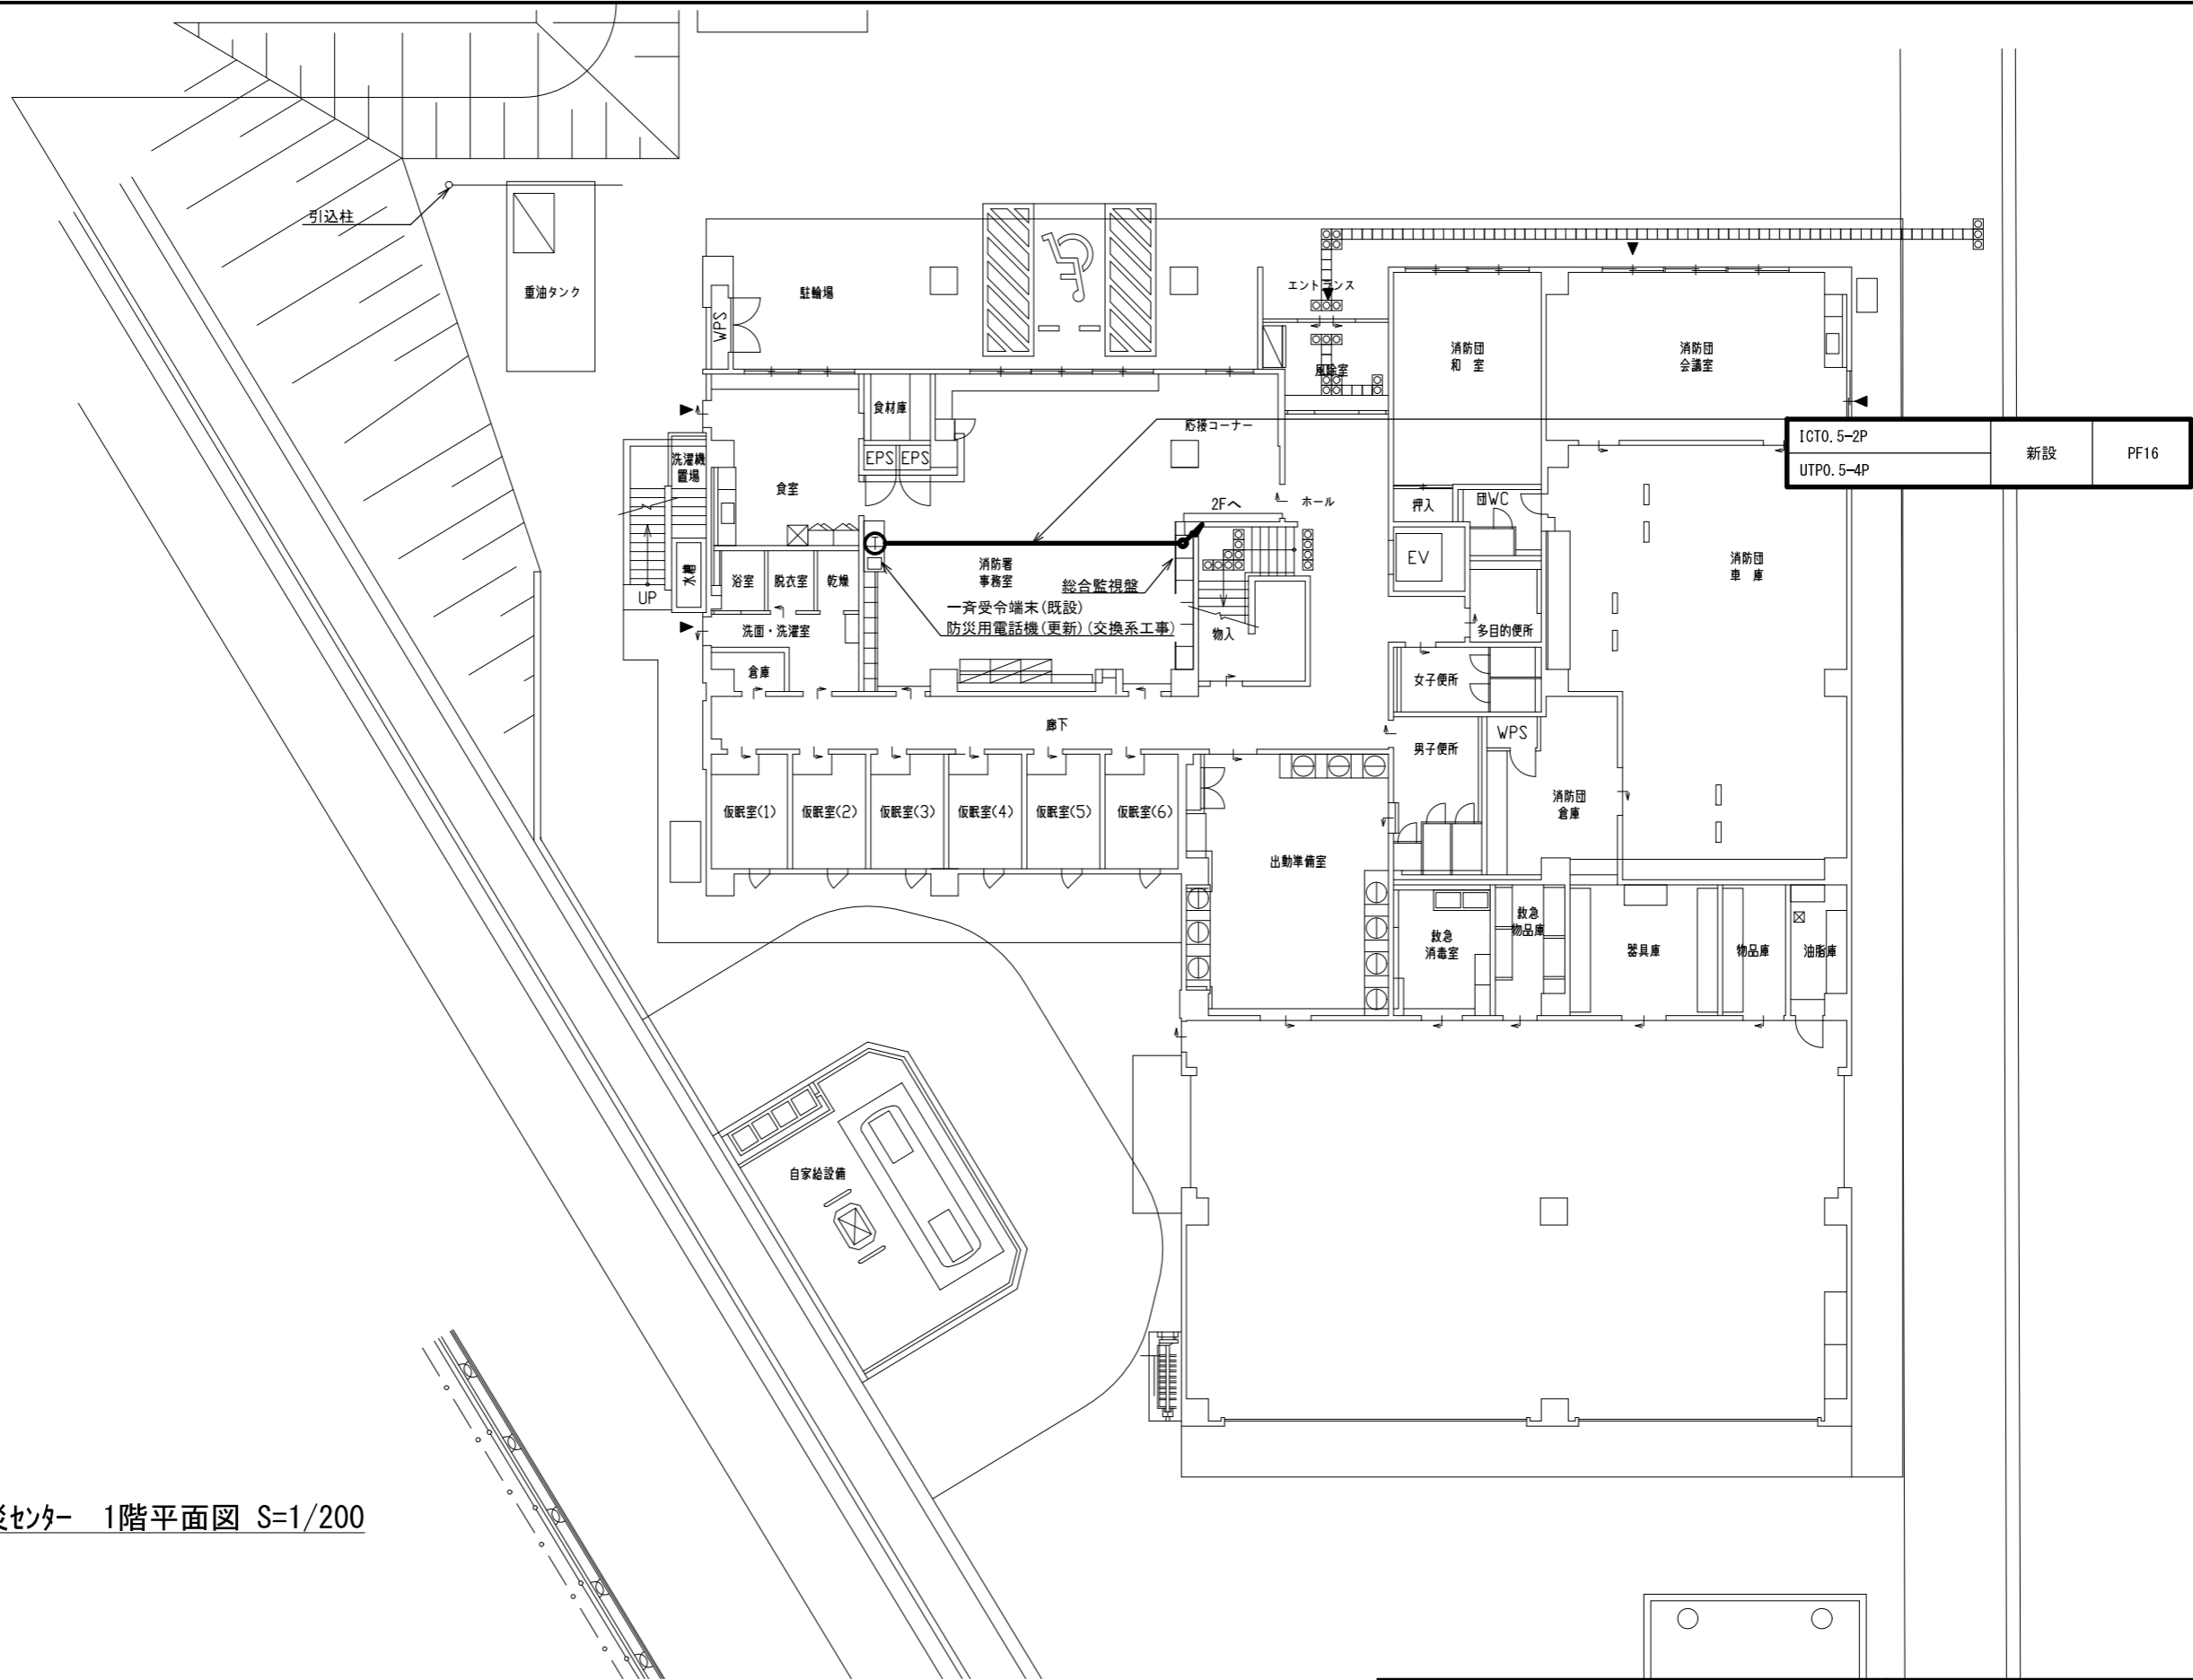 引込柱
重油タンク
駐輪場
WPS
エントランス
風除室
消防団
和 室
消防団
会議室
食材庫
応接コーナー
ICT0.5-2P
UTP0.5-4P
新設
PF16
洗濯機
置場
EPS
EPS
食室
2Fへ
ホール
押入
団WC
EV
消防団
車 庫
水槽
UP
浴室
脱衣室
乾燥
消防署
事務室
総合監視盤
一斉受令端末(既設)
防災用電話機(更新)(交換系工事)
物入
多目的便所
洗面・洗濯室
倉庫
女子便所
廊下
男子便所
WPS
仮眠室(1)
仮眠室(2)
仮眠室(3)
仮眠室(4)
仮眠室(5)
仮眠室(6)
消防団
倉庫
出動準備室
救急
消毒室
救急
物品庫
器具庫
物品庫
油脂庫
自家給設備
センター 1階平面図 S=1/200